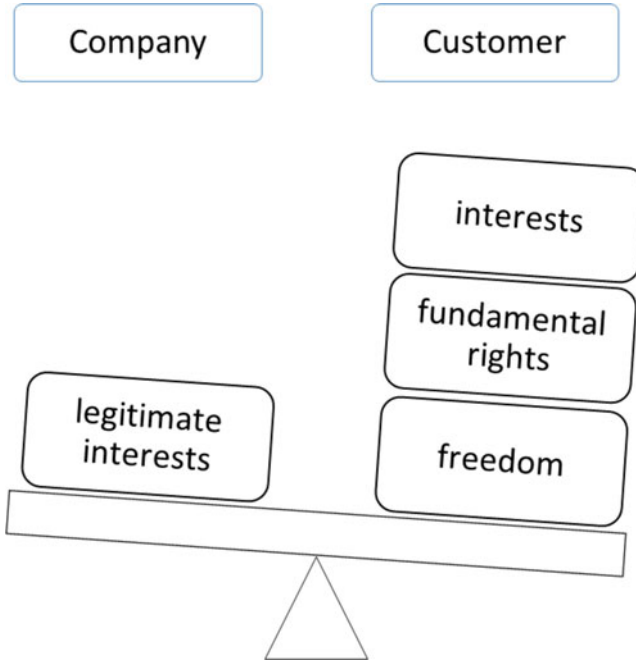 Company
Customer
interests
fundamental
rights
legitimate
interests
freedom